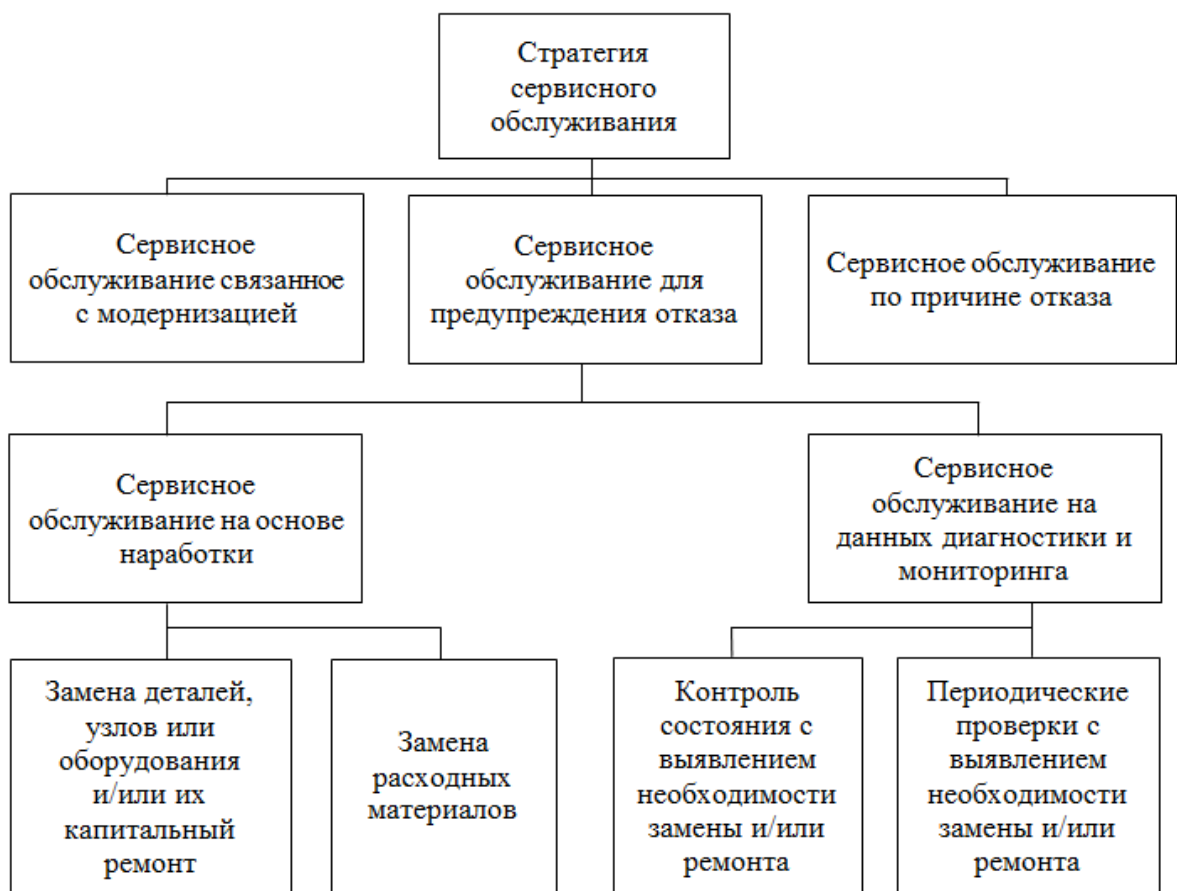 Стратегия
сервисного
обслуживания
Сервисное
обслуживание связанное
с модернизацией
Сервисное
обслуживание для
предупреждения отказа
Сервисное обслуживание
по причине отказа
Сервисное
обслуживание на основе
наработки
Сервисное
обслуживание на
данных диагностики и
мониторинга
Замена деталей,
узлов или
оборудования
и/или их
капитальный
ремонт
Замена
расходных
материалов
Контроль
состояния с
выявлением
необходимости
замены и/или
ремонта
Периодические
проверки с
выявлением
необходимости
замены и/или
ремонта